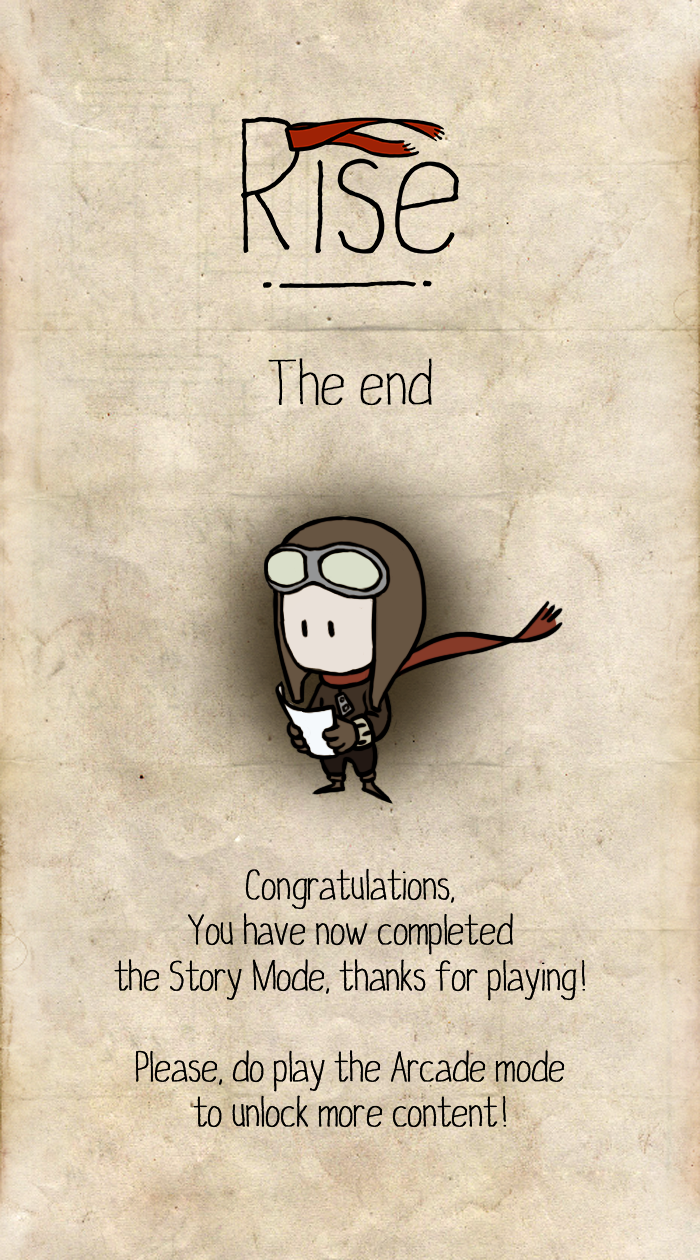 Rise
The end
Congratulations,
You have now completed
the Story Mode, thanks for playing!
Please, do play the Arcade mode
to unlock more content!